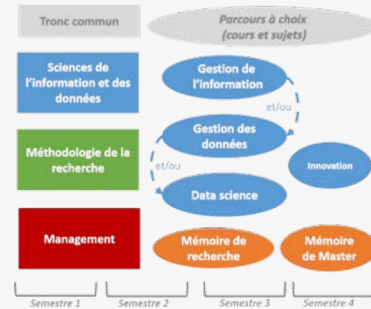 Tronc commun
Parcours à choix
(cours et sujets)
Sciences de
l'information et des
données
Gestion de
l'information
et/ou
Gestion des
données
Méthodologie de la
recherche
et/ou
Innovation
Data science
Management
Mémoire de
recherche
Mémoire
de Master
Semestre 1
Semestre 2
Semestre 3
Semestre 4